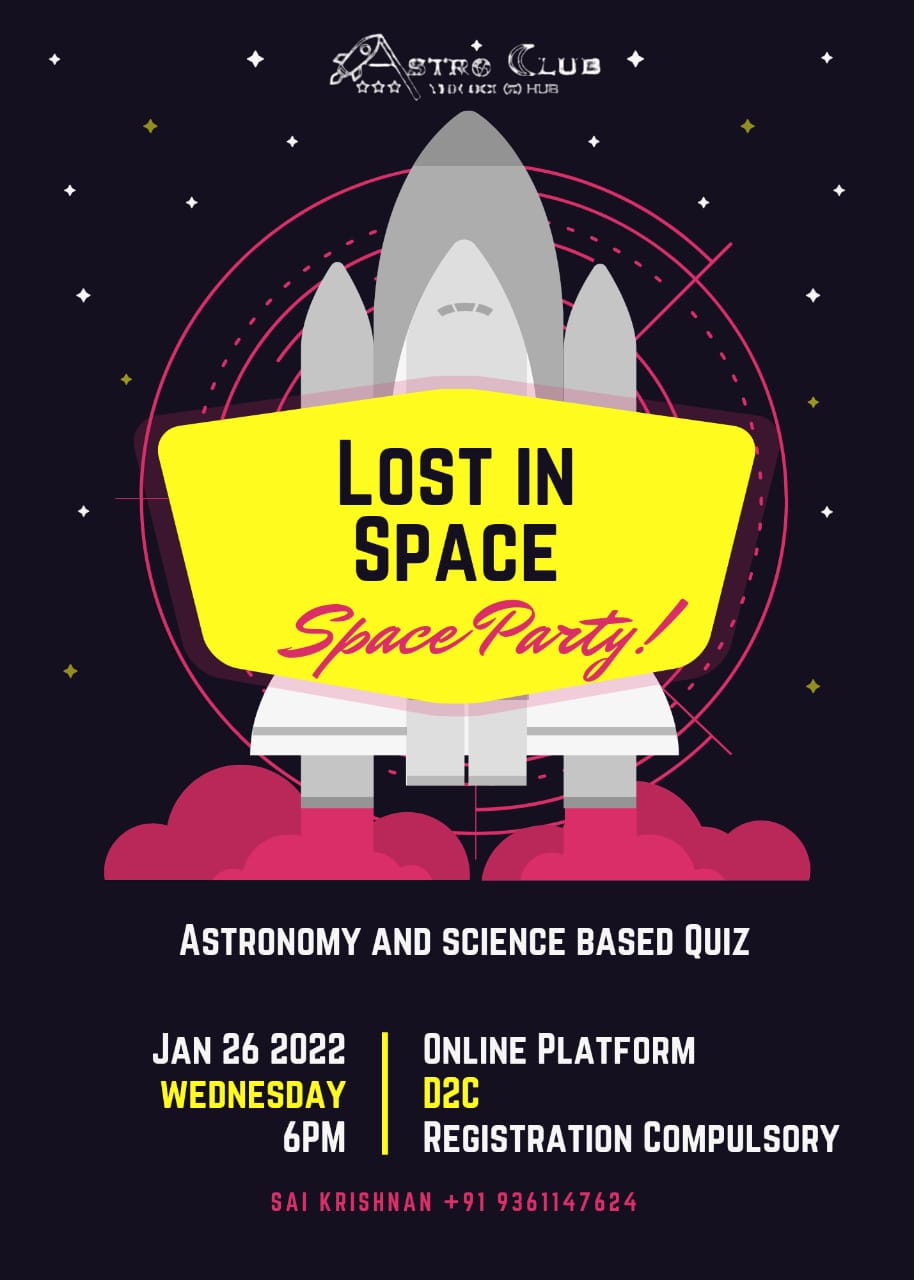 Astro Club
HUB
Lost in
Space
Space Party!
Astronomy and science based Quiz
Jan 26 2022
Wednesday
6PM
Online Platform
D2C
Registration Compulsory
SAI KRISHNAN +91 9361147624